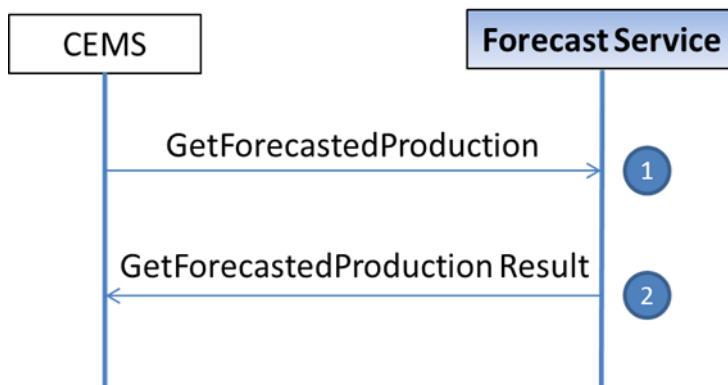 CEMS
Forecast Service
GetForecastedProduction
1
GetForecastedProduction Result
2